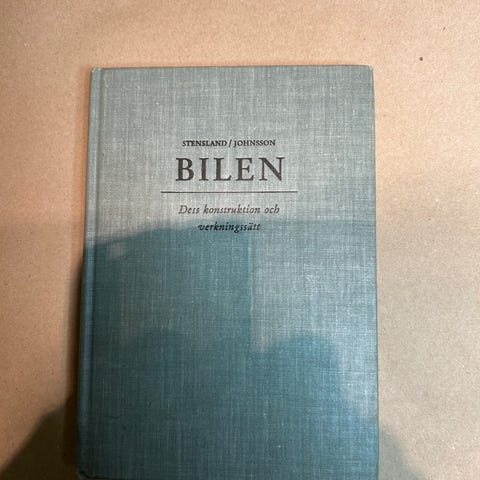 STENSLAND / JOHNSSON
BILEN
Dess konstruktion och
verkningssätt